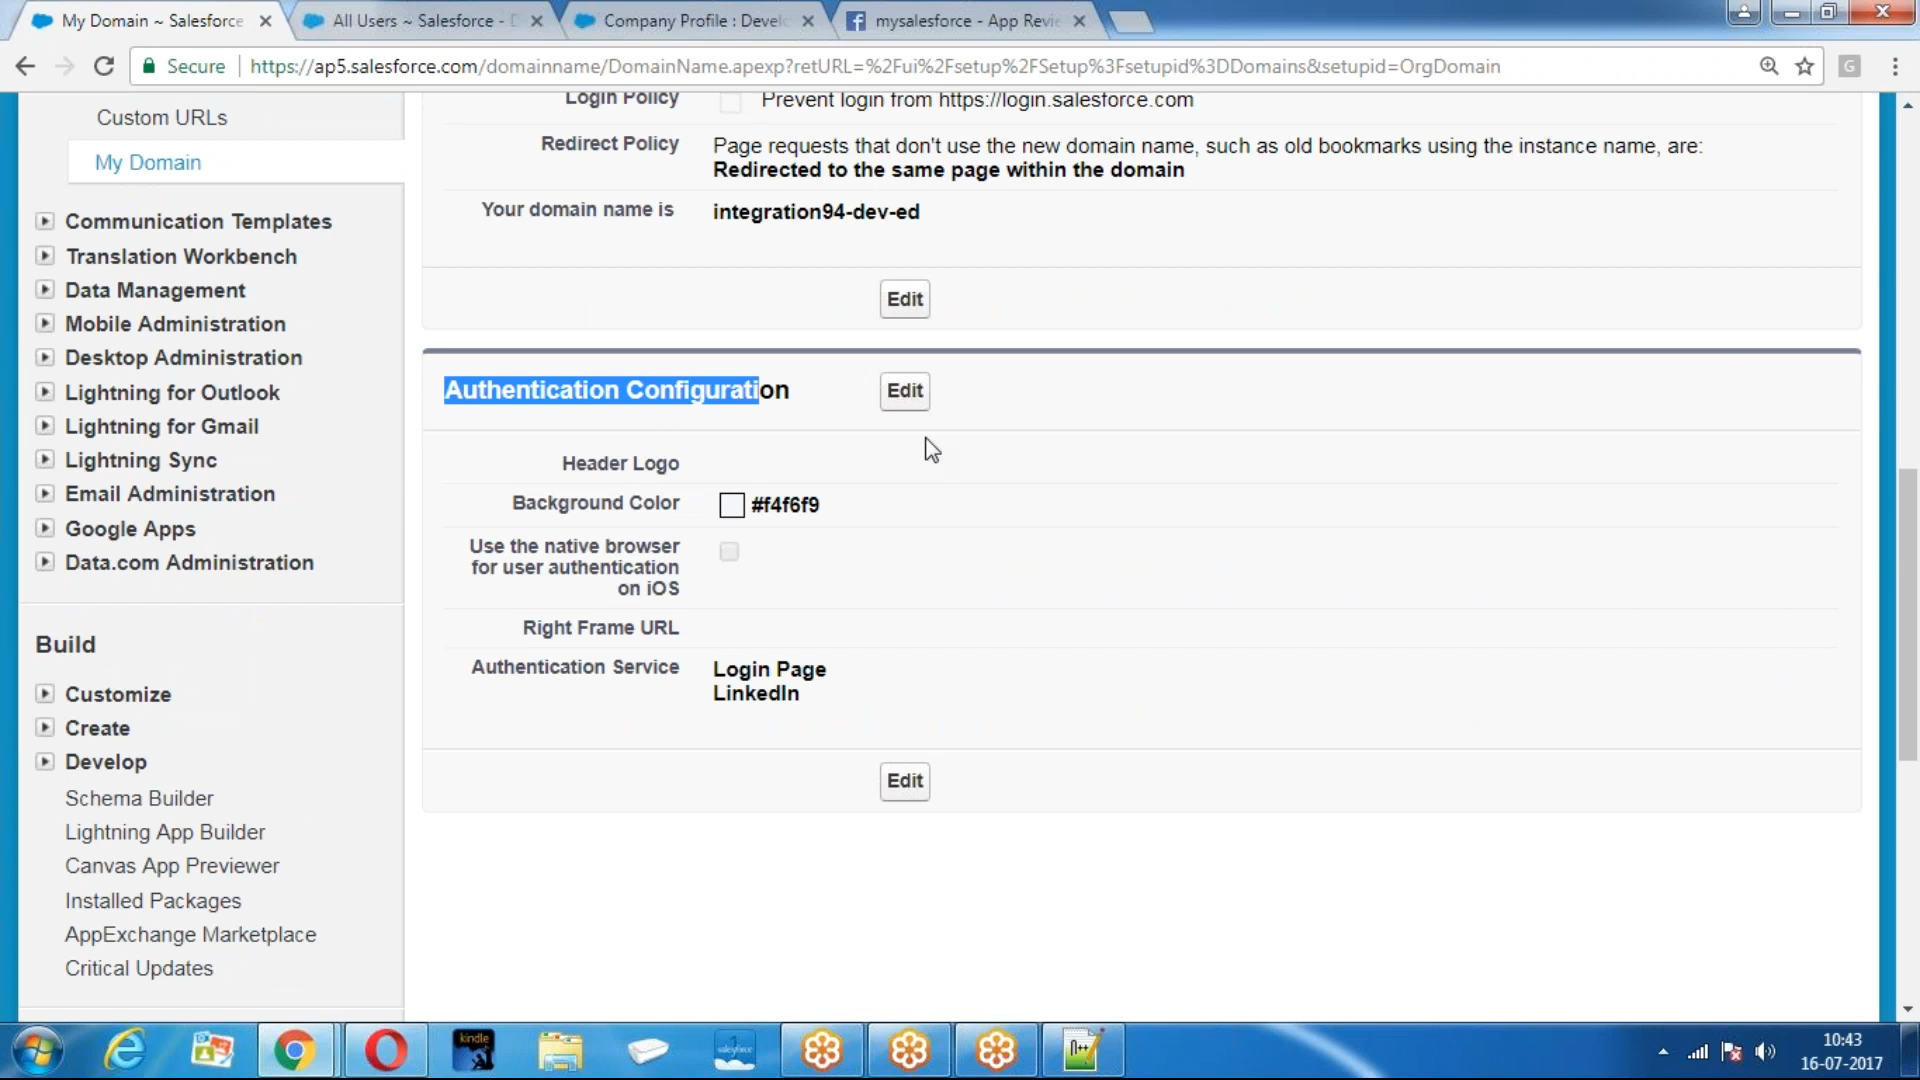 My Domain ~ Salesforce
All Users ~ Salesforce - D
Company Profile : Develo
mysalesforce - App Revie
Secure
https://ap5.salesforce.com/domainname/DomainName.apexp?retURL=%2Fui%2Fsetup%2FSetup%3Fsetupid%3DDomains&setupid=OrgDomain
G
Custom URLs
My Domain
Communication Templates
Translation Workbench
Data Management
Mobile Administration
Desktop Administration
Lightning for Outlook
Lightning for Gmail
Lightning Sync
Email Administration
Google Apps
Data.com Administration
Build
Customize
Create
Develop
Schema Builder
Lightning App Builder
Canvas App Previewer
Installed Packages
AppExchange Marketplace
Critical Updates
Login Policy
Prevent login from https://login.salesforce.com
Redirect Policy
Page requests that don't use the new domain name, such as old bookmarks using the instance name, are:
Redirected to the same page within the domain
Your domain name is
integration94-dev-ed
Edit
Authentication Configuration
Edit
Header Logo
Background Color
#f4f6f9
Use the native browser
for user authentication
on iOS
Right Frame URL
Authentication Service
Login Page
LinkedIn
Edit
kindle
salesforce
10:43
16-07-2017